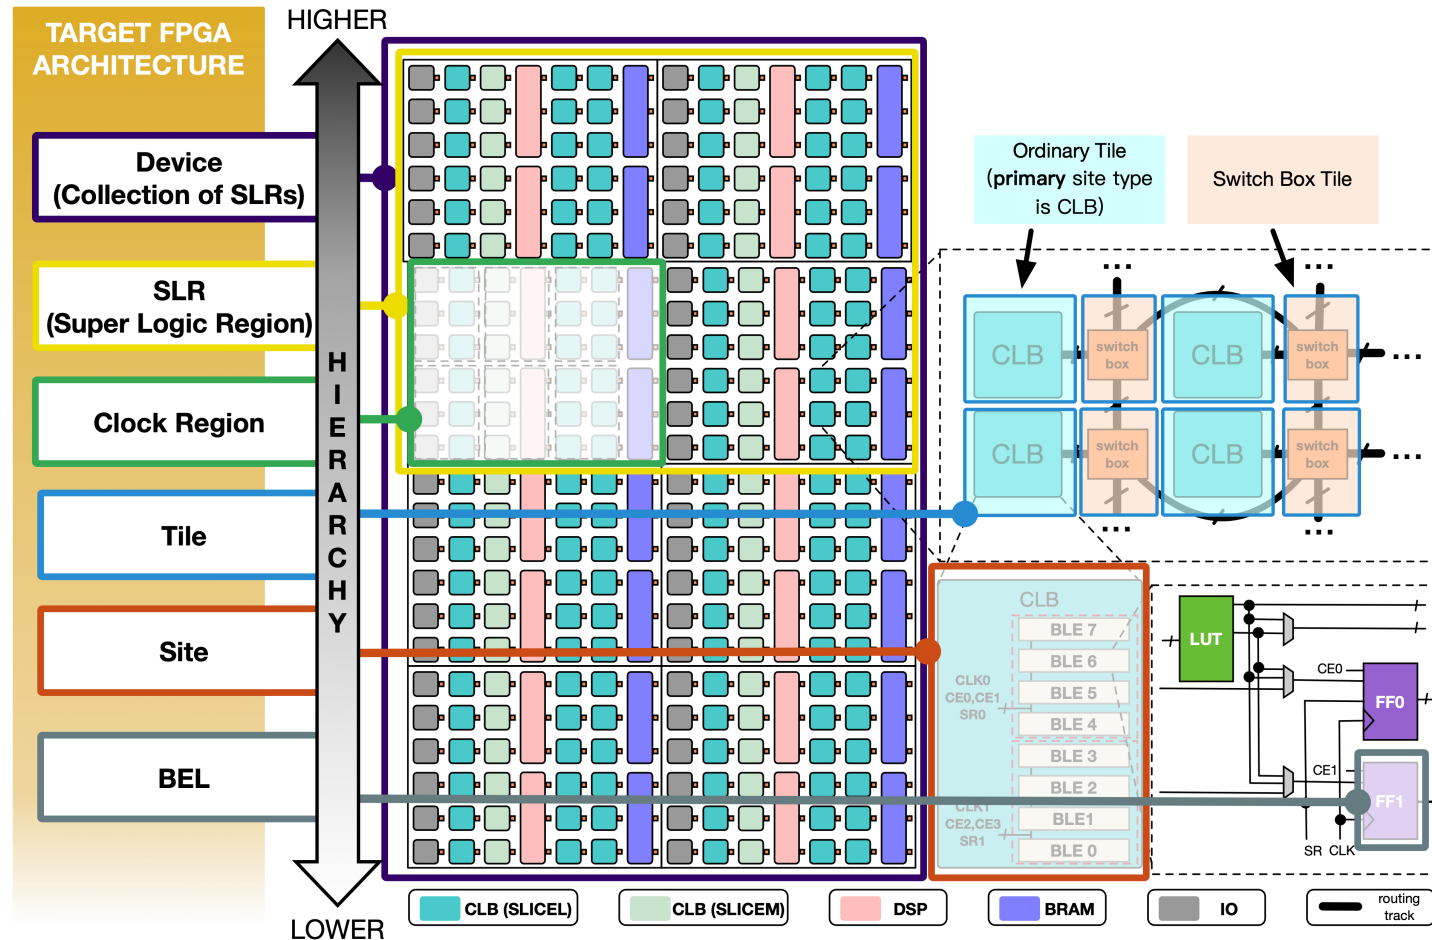 TARGET FPGA
ARCHITECTURE
HIGHER
HIERARCHY
LOWER
Device
(Collection of SLRs)
SLR
(Super Logic Region)
Clock Region
Tile
Site
BEL
Ordinary Tile
(primary site type
is CLB)
Switch Box Tile
...
...
CLB
switch
box
CLB
switch
box
...
CLB
switch
box
CLB
switch
box
...
...
...
CLB
BLE 7
BLE 6
BLE 5
BLE 4
CLK0
CE0,CE1
SR0
BLE 3
BLE 2
BLE1
BLE 0
CLK1
CE2,CE3
SR1
LUT
CE0
FF0
CE1
FF1
SR
CLK
CLB (SLICEL)
CLB (SLICEM)
DSP
BRAM
IO
routing
track